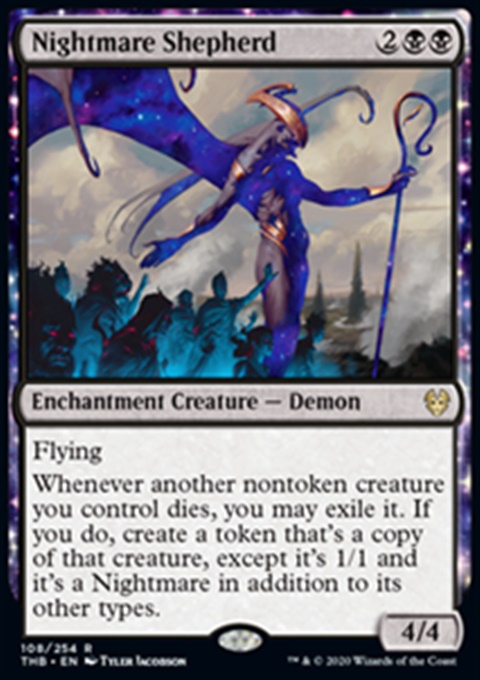 Nightmare Shepherd 2
Enchantment Creature — Demon
Flying
Whenever another nontoken creature
you control dies, you may exile it. If
you do, create a token that's a copy
of that creature, except it's 1/1 and
it's a Nightmare in addition to its
other types.
4/4
108/254 R
THB • EN Tyler Jacobson
™ & © 2020 Wizards of the Coast